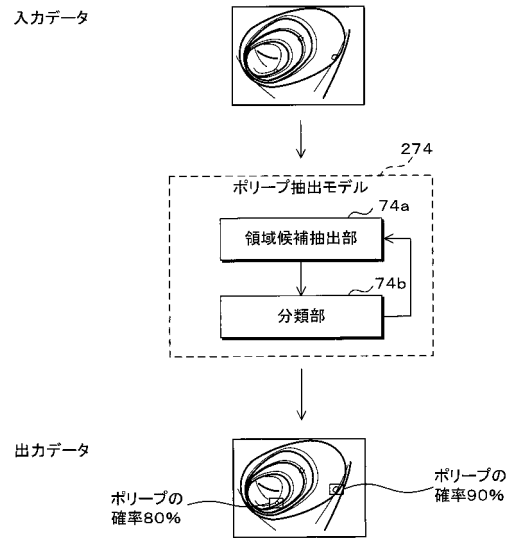 入力データ
274
ポリープ抽出モデル
74a
領域候補抽出部
74b
分類部
出力データ
ポリープの
確率80%
ポリープの
確率90%